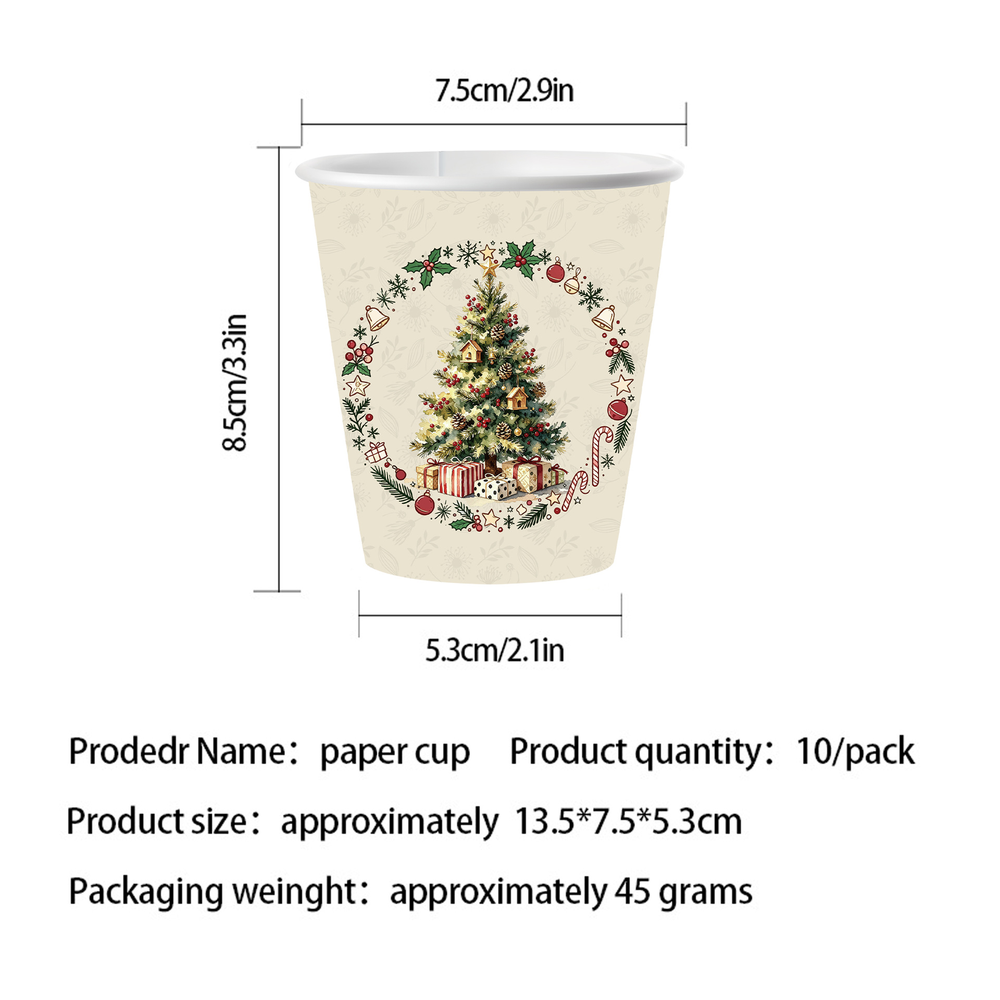 7.5cm/2.9in
8.5cm/3.3in
5.3cm/2.1in
Prodedr Name： paper cup Product quantity： 10/pack
Product size： approximately 13.5*7.5*5.3cm
Packaging weinght： approximately 45 grams